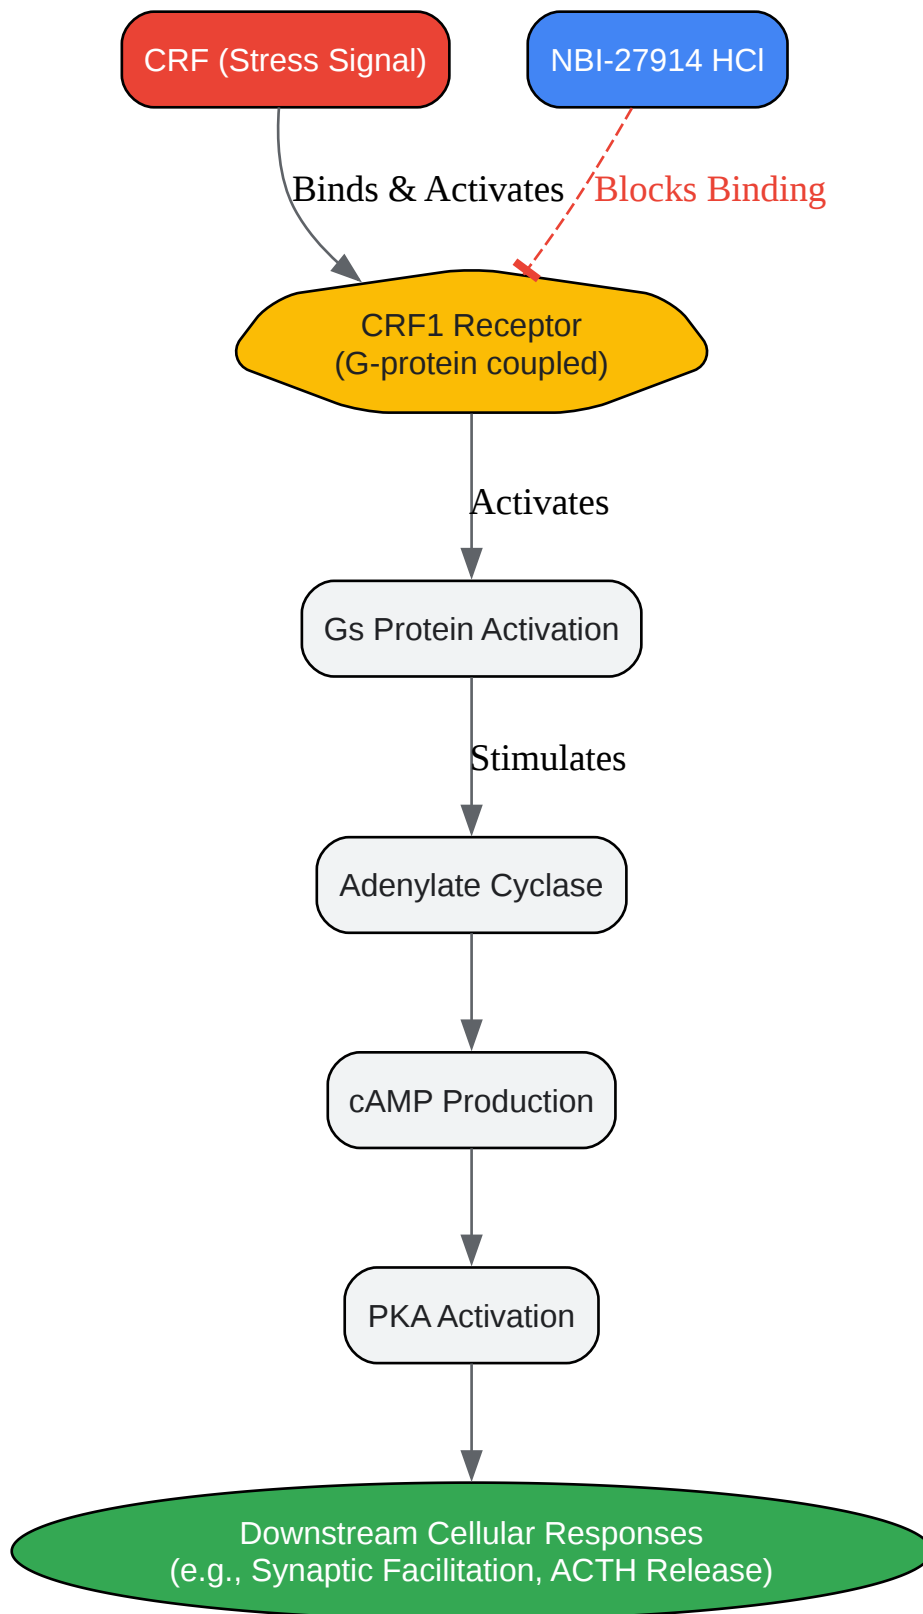 CRF (Stress Signal)
NBI-27914 HCl
Binds & Activates
Blocks Binding
CRF1 Receptor
(G-protein coupled)
Activates
Gs Protein Activation
Stimulates
Adenylate Cyclase
cAMP Production
PKA Activation
Downstream Cellular Responses
(e.g., Synaptic Facilitation, ACTH Release)